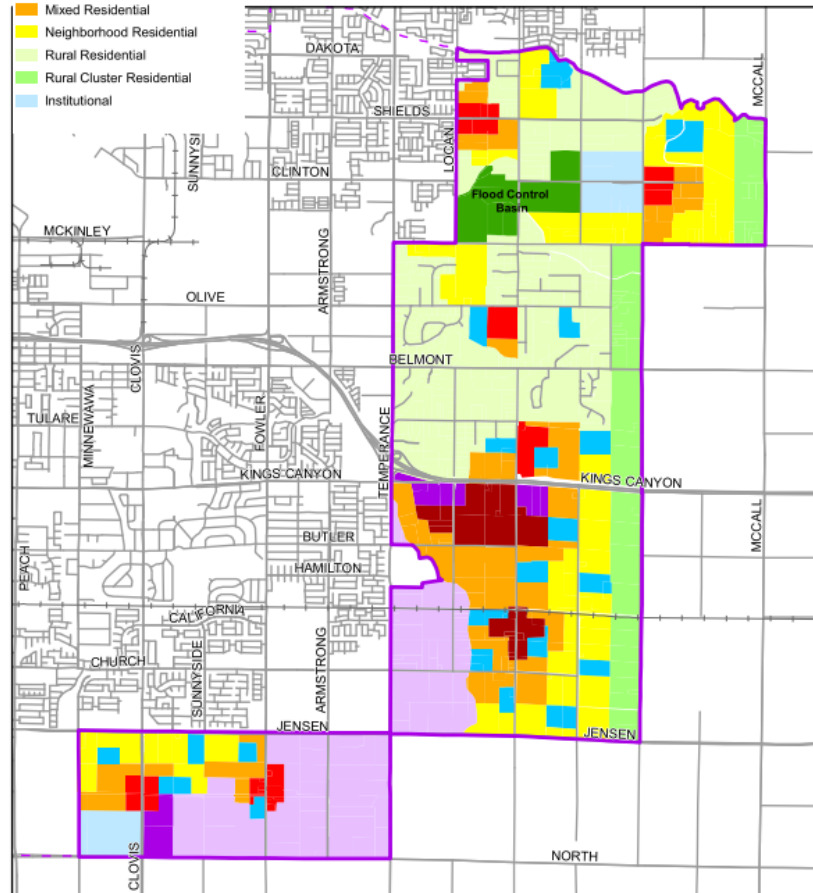 Mixed Residential
Neighborhood Residential
Rural Residential
Rural Cluster Residential
Institutional
DAKOTA
SHIELDS
CLINTON
MCKINLEY
OLIVE
BELMONT
TULARE
KINGS CANYON
KINGS CANYON
BUTLER
HAMILTON
CALIFORNIA
CHURCH
JENSEN
JENSEN
NORTH
SUNNYSI
LOCAN
MCCALL
ARMSTRONG
CLOVIS
MINNEWAWA
FOWLER
TEMPERANCE
PEACH
SUNNYSIDE
ARMSTRONG
MCCALL
CLOVIS
Flood Control
Basin